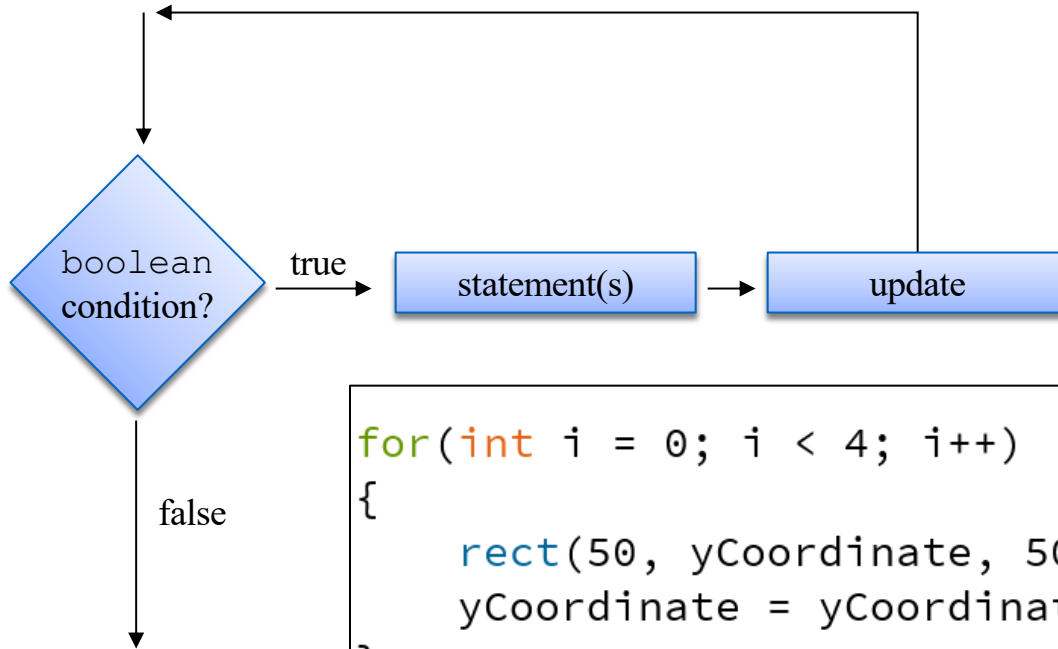 boolean
condition?
true
statement(s)
update
false
for(int i = 0; i < 4; i++)
{
rect(50, yCoordinate, 50
yCoordinate = yCoordinat
}